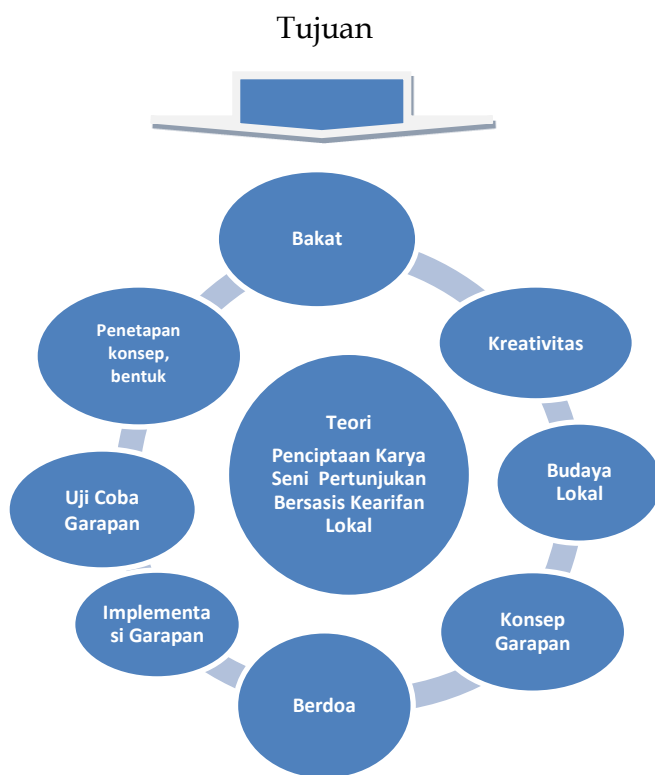 Tujuan
Bakat
Kreativitas
Budaya
Lokal
Konsep
Garapan
Berdoa
Implementa
si Garapan
Uji Coba
Garapan
Penetapan
konsep,
bentuk
Teori
Penciptaan Karya
Seni Pertunjukan
Bersasis Kearifan
Lokal